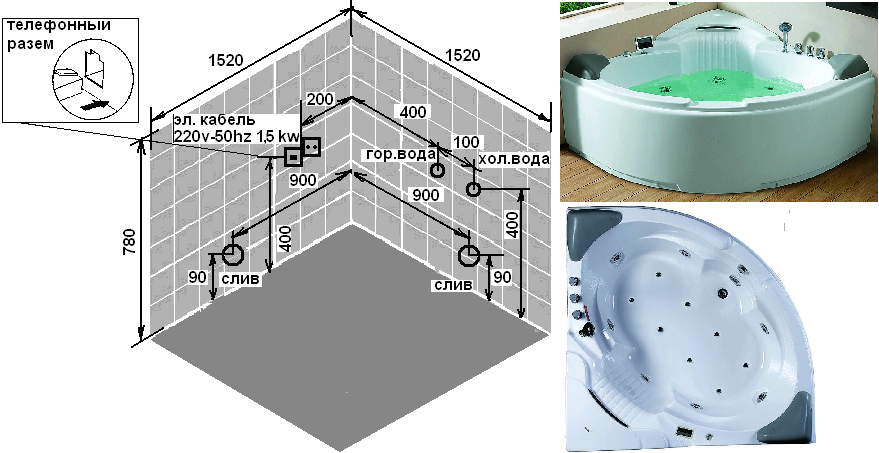 телефонный
разем
1520
1520
200
400
эл. кабель
220v-50hz 1,5 kw
100
гор.вода
хол.вода
900
900
780
400
400
90
слив
слив
90